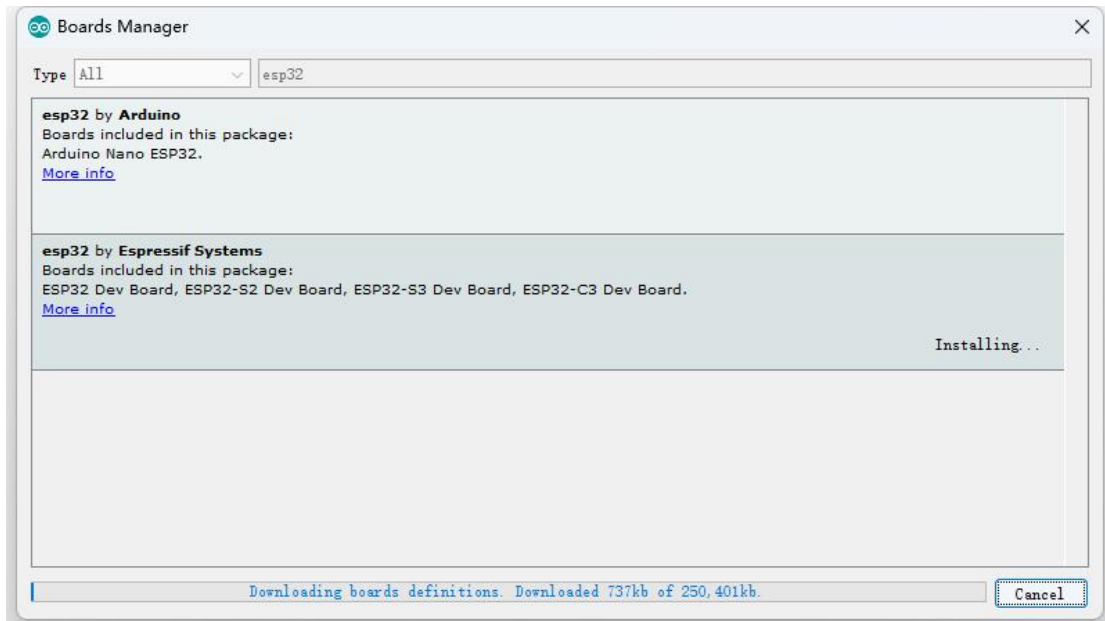 Boards Manager
Type All esp32
esp32 by Arduino
Boards included in this package:
Arduino Nano ESP32.
More info
esp32 by Espressif Systems
Boards included in this package:
ESP32 Dev Board, ESP32-S2 Dev Board, ESP32-S3 Dev Board, ESP32-C3 Dev Board.
More info
Installing...
Downloading boards definitions. Downloaded 737kb of 250,401kb.
Cancel